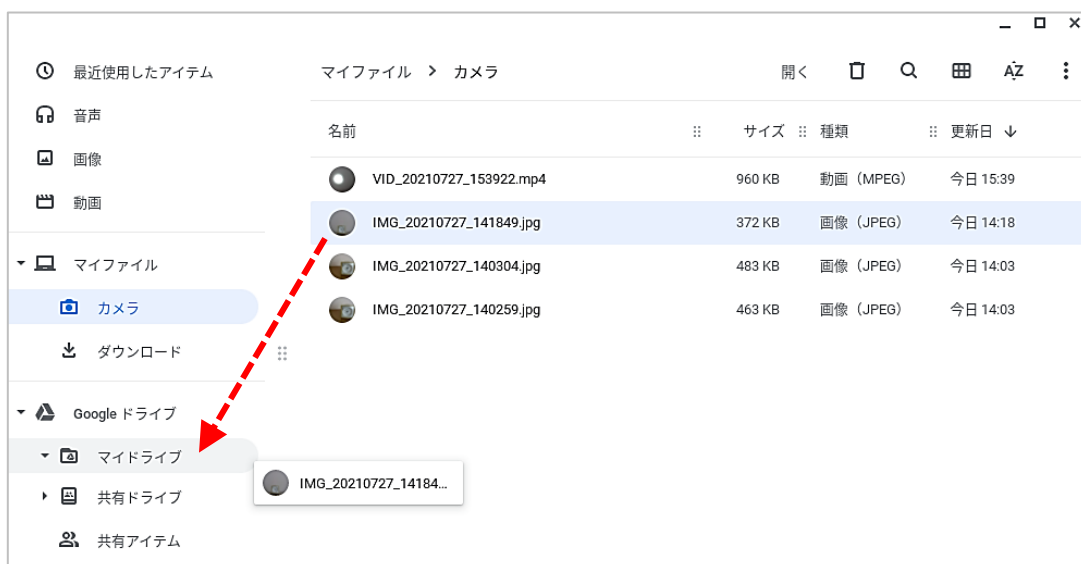 最近使用したアイテム
音声
画像
動画
マイファイル
カメラ
ダウンロード
Google ドライブ
マイドライブ
共有ドライブ
共有アイテム
マイファイル > カメラ
開く AZ
名前 サイズ 種類 更新日
VID_20210727_153922.mp4 960 KB 動画（MPEG） 今日 15:39
IMG_20210727_141849.jpg 372 KB 画像（JPEG） 今日 14:18
IMG_20210727_140304.jpg 483 KB 画像（JPEG） 今日 14:03
IMG_20210727_140259.jpg 463 KB 画像（JPEG） 今日 14:03
IMG_20210727_14184...